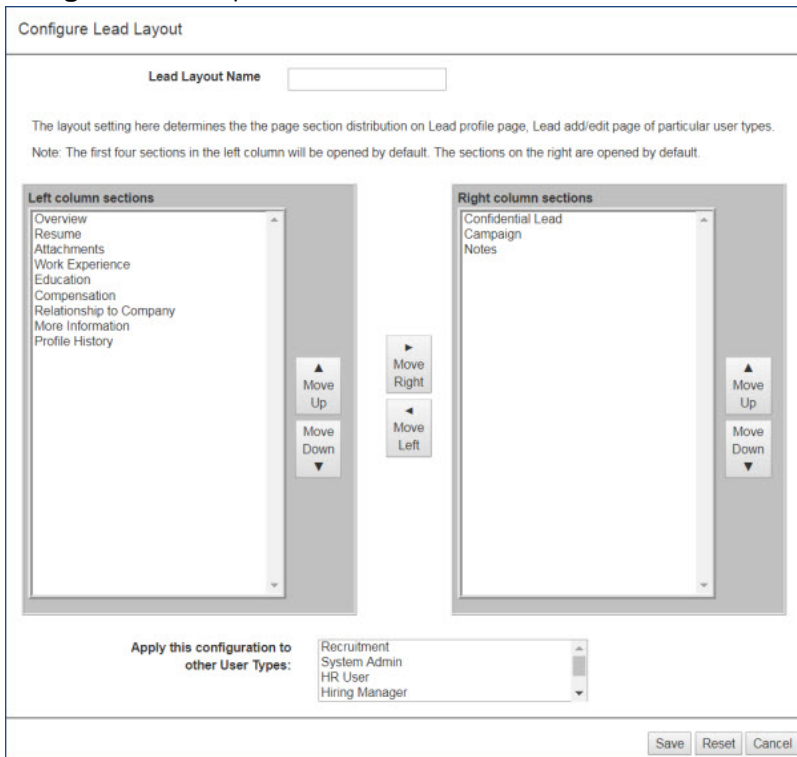 Configure Lead Layout
Lead Layout Name
The layout setting here determines the the page section distribution on Lead profile page, Lead add/edit page of particular user types.
Note: The first four sections in the left column will be opened by default. The sections on the right are opened by default.
Left column sections
Overview
Resume
Attachments
Work Experience
Education
Compensation
Relationship to Company
More Information
Profile History
▲
Move
Up
Move
Down
▼
►
Move
Right
◄
Move
Left
Right column sections
Confidential Lead
Campaign
Notes
▲
Move
Up
Move
Down
▼
Apply this configuration to
other User Types:
Recruitment
System Admin
HR User
Hiring Manager
Save Reset Cancel